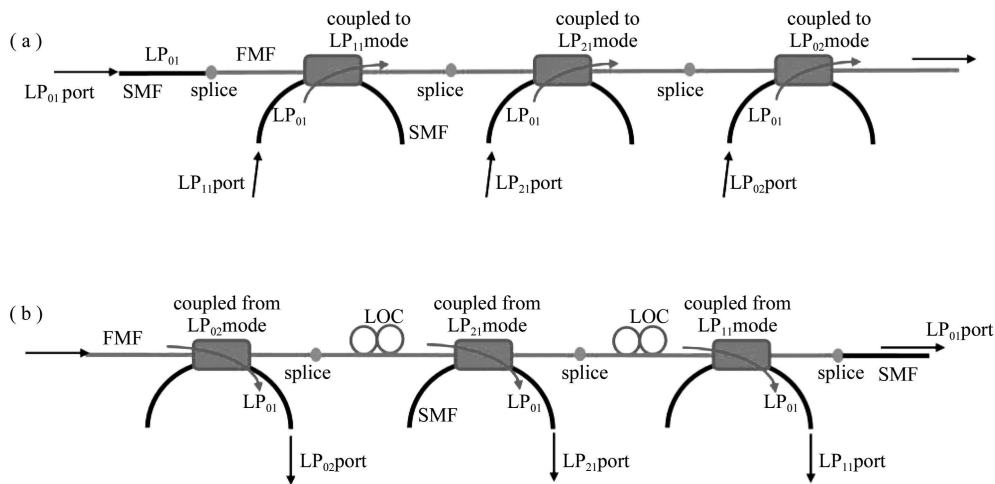 ( a )
coupled to
LP₁₁mode
coupled to
LP₂₁mode
coupled to
LP₀₂mode
LP₀₁
FMF
LP₀₁ port
SMF
splice
splice
splice
LP₀₁
SMF
LP₀₁
LP₀₁
LP₁₁port
LP₂₁port
LP₀₂port
( b )
coupled from
LP₀₂mode
LOC
coupled from
LP₂₁mode
LOC
coupled from
LP₁₁mode
LP₀₁port
FMF
splice
splice
splice
SMF
LP₀₁
SMF
LP₀₁
LP₀₁
LP₀₂port
LP₂₁port
LP₁₁port